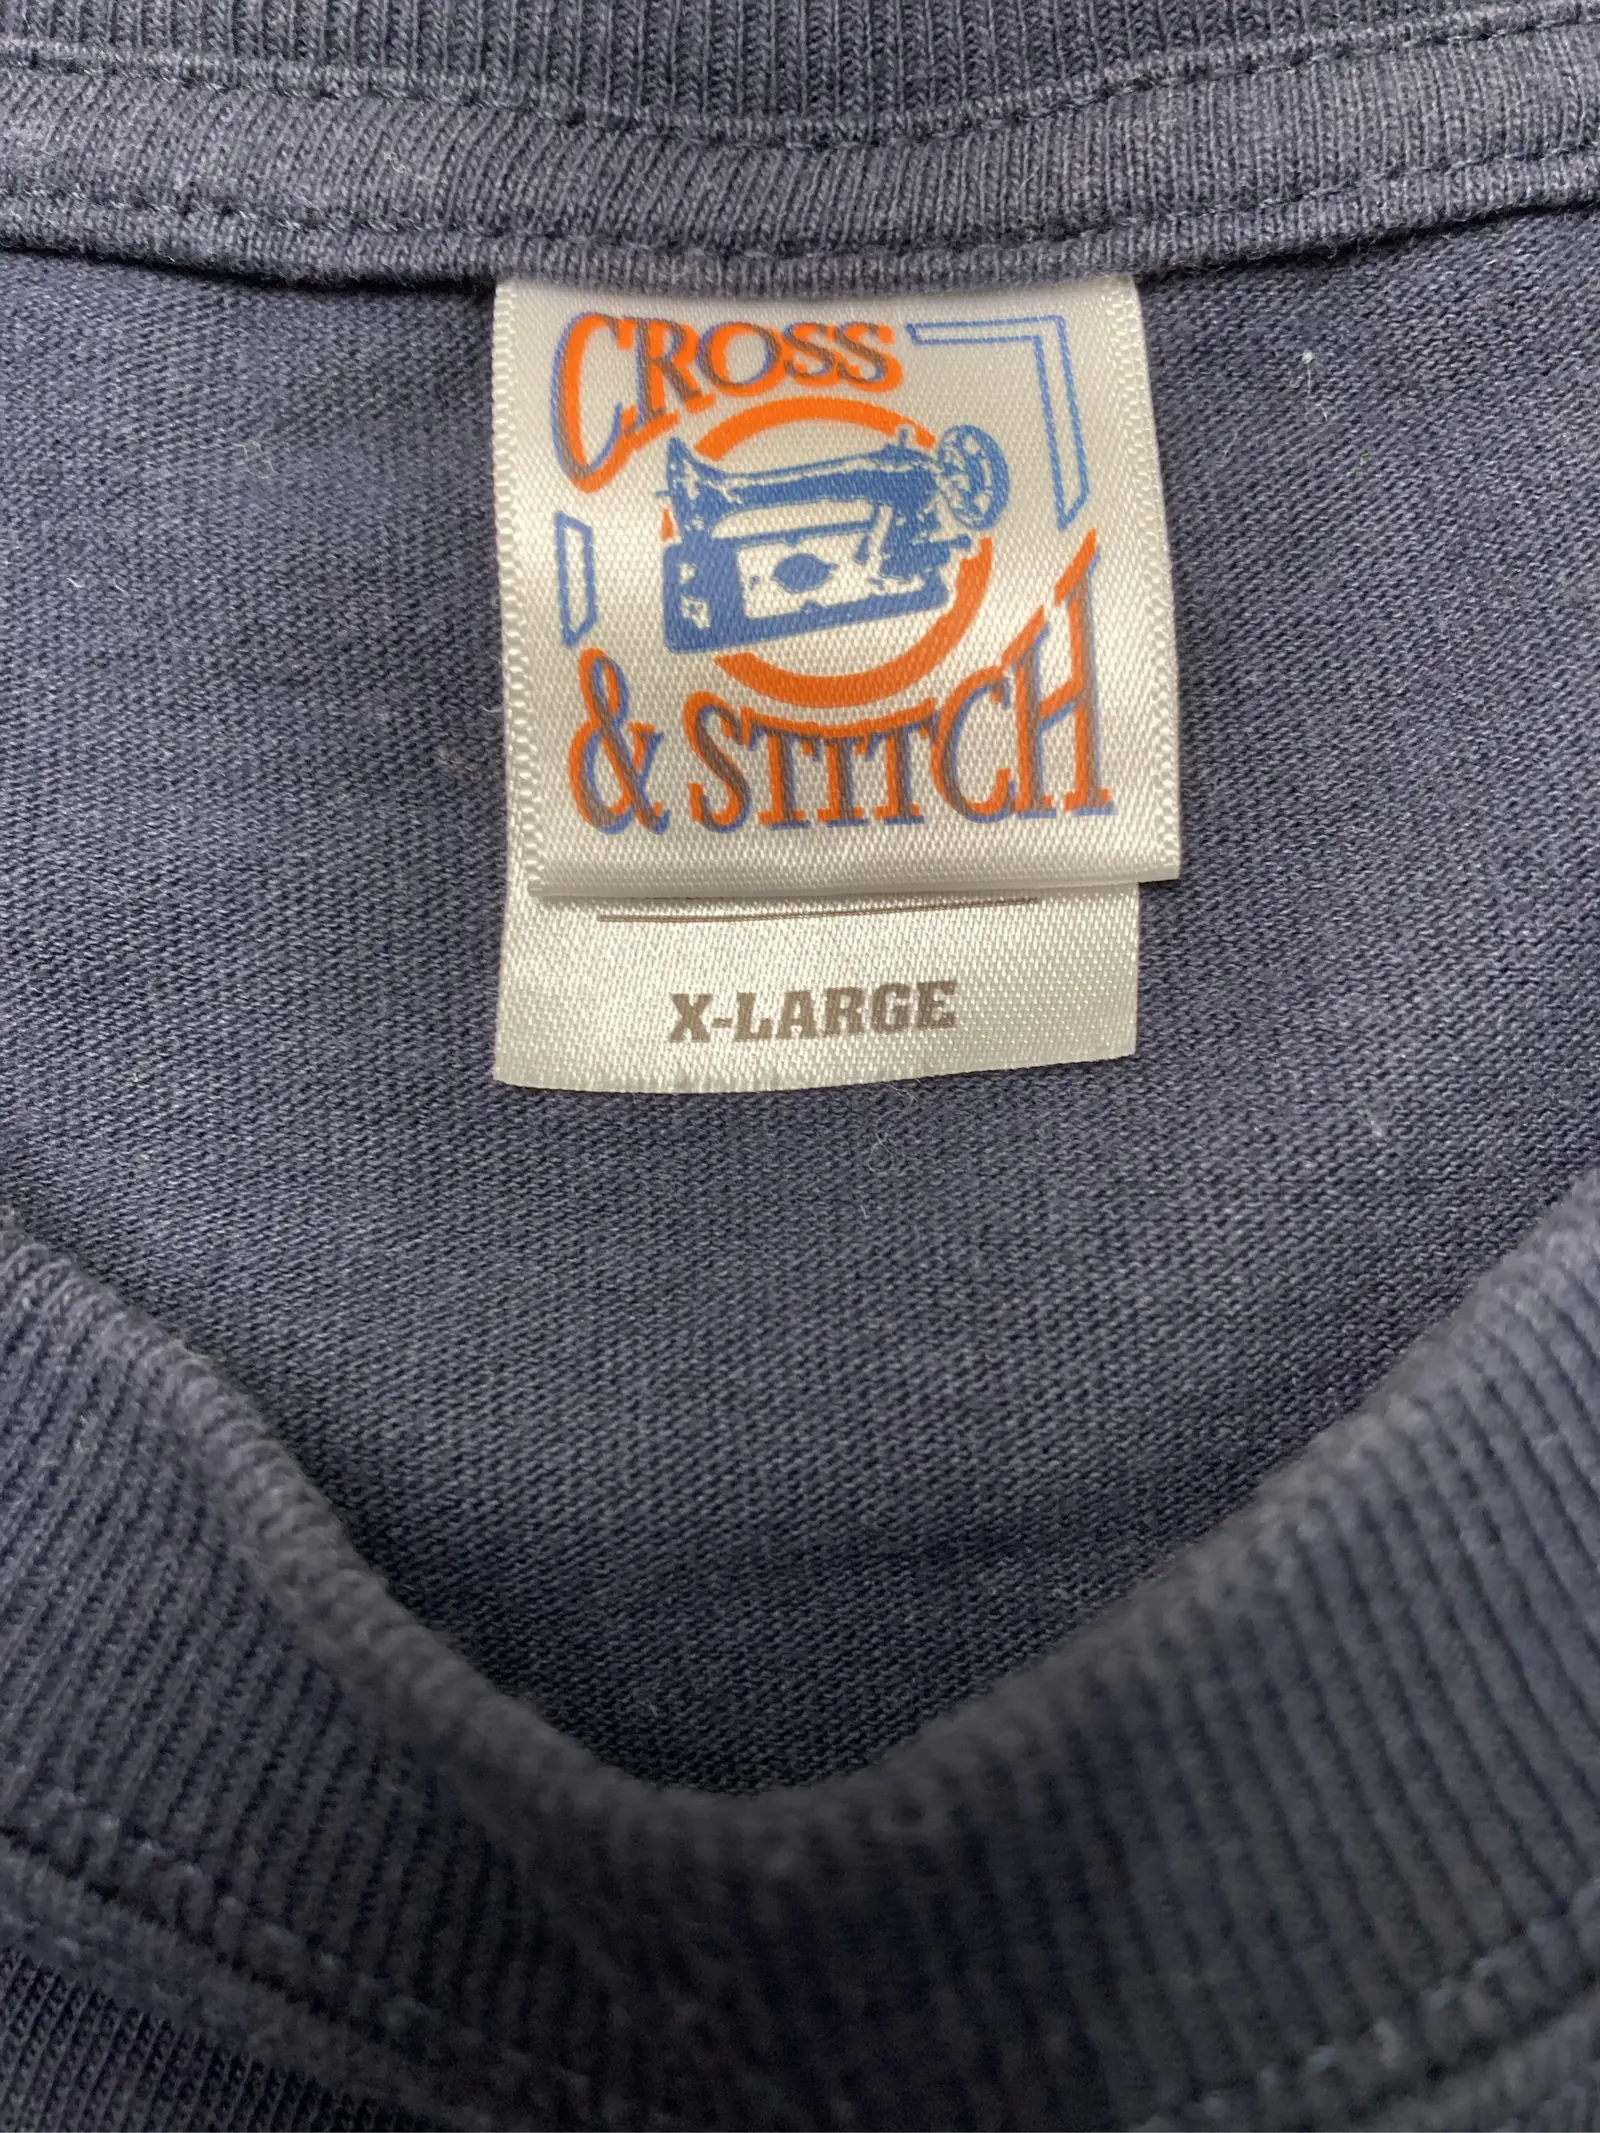 CROSS
& STITCH
X-LARGE